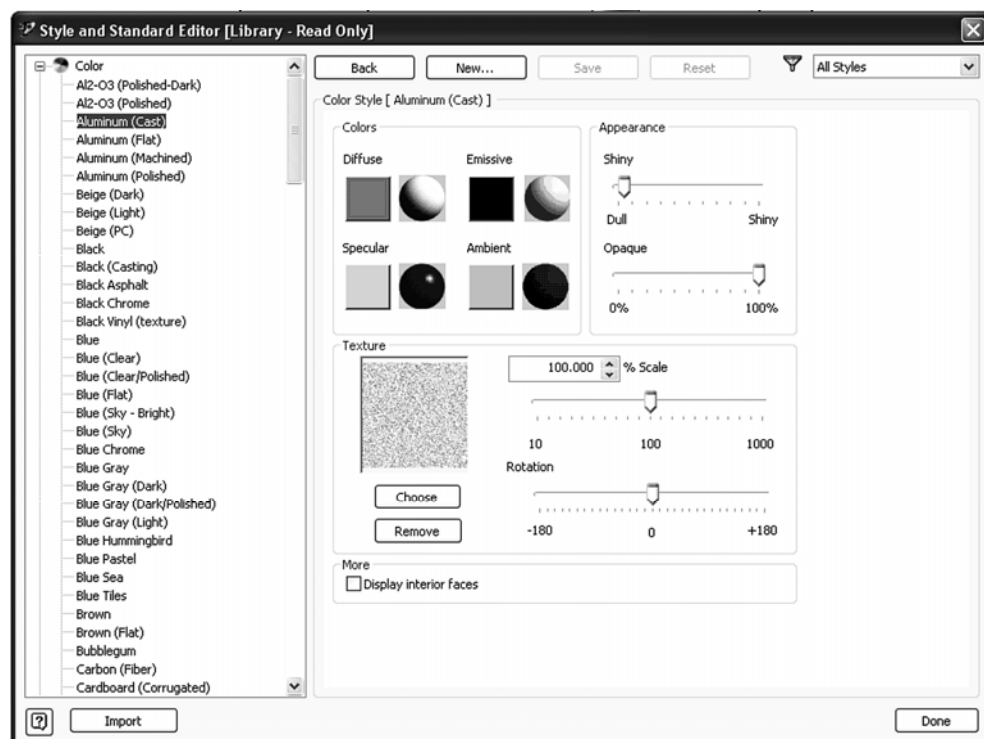 Style and Standard Editor [Library - Read Only]
Color
Al2-O3 (Polished-Dark)
Al2-O3 (Polished)
Aluminum (Cast)
Aluminum (Flat)
Aluminum (Machined)
Aluminum (Polished)
Beige (Dark)
Beige (Light)
Beige (PC)
Black
Black (Casting)
Black Asphalt
Black Chrome
Black Vinyl (texture)
Blue
Blue (Clear)
Blue (Clear/Polished)
Blue (Flat)
Blue (Sky - Bright)
Blue (Sky)
Blue Chrome
Blue Gray
Blue Gray (Dark)
Blue Gray (Dark/Polished)
Blue Gray (Light)
Blue Hummingbird
Blue Pastel
Blue Sea
Blue Tiles
Brown
Brown (Flat)
Bubblegum
Carbon (Fiber)
Cardboard (Corrugated)
Back New... Save Reset All Styles
Color Style [ Aluminum (Cast) ]
Colors
Diffuse Emissive
Specular Ambient
Appearance
Shiny
Dull Shiny
Opaque
0% 100%
Texture
100.000 % Scale
10 100 1000
Rotation
-180 0 +180
Choose
Remove
More
Display interior faces
? Import Done